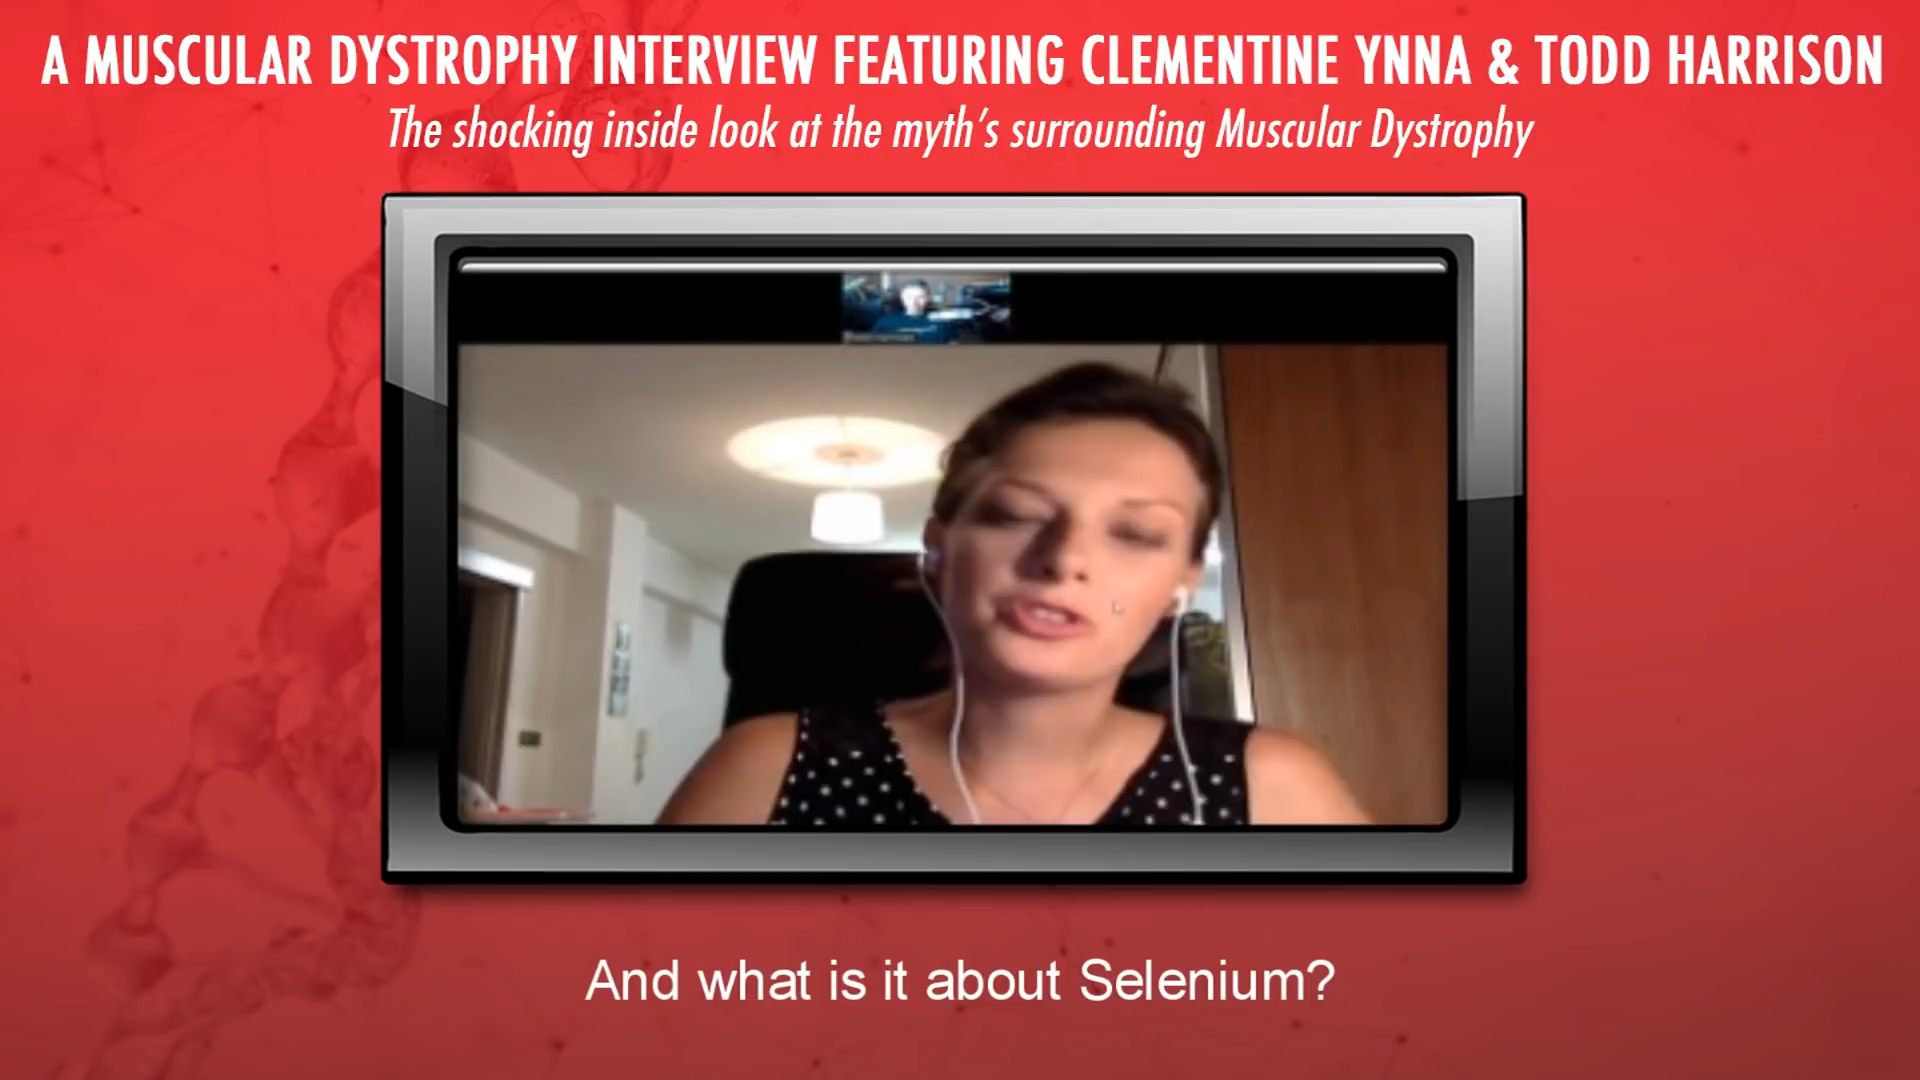 A MUSCULAR DYSTROPHY INTERVIEW FEATURING CLEMENTINE YNNA & TODD HARRISON
The shocking inside look at the myth's surrounding Muscular Dystrophy
And what is it about Selenium?